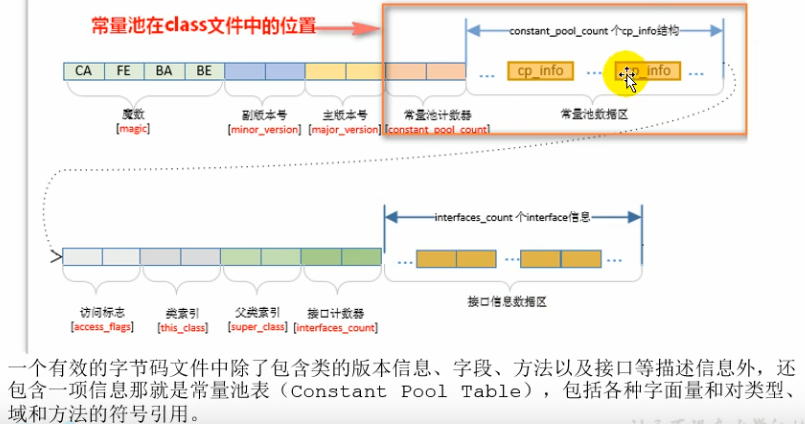 常量池在class文件中的位置
constant_pool_count 个cp_info结构
CA FE BA BE ... cp_info ... cp_info ...
魔数 副版本号 主版本号 常量池计数器 常量池数据区
[magic] [minor_version] [major_version] [constant_pool_count]
interfaces_count 个interface信息
... ... ...
访问标志 类索引 父类索引 接口计数器 接口信息数据区
[access_flags] [this_class] [super_class] [interfaces_count]
一个有效的字节码文件中除了包含类的版本信息、字段、方法以及接口等描述信息外，还
包含一项信息那就是常量池表（Constant Pool Table），包括各种字面量和对类型、
域和方法的符号引用。